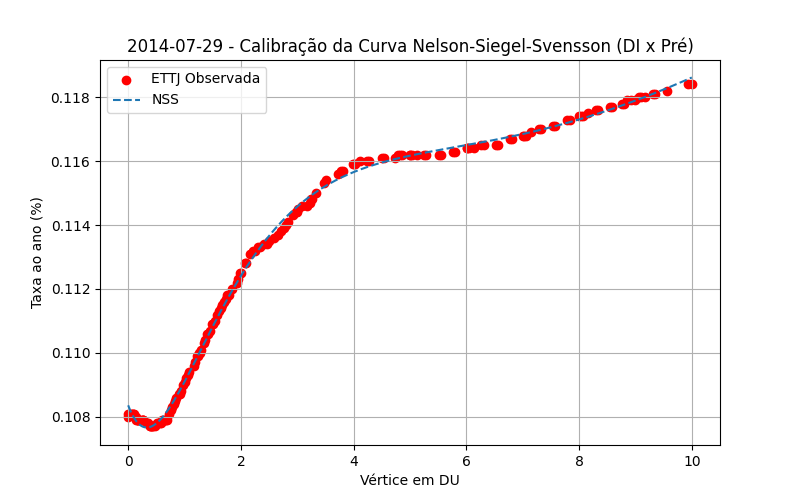 2014-07-29 - Calibração da Curva Nelson-Siegel-Svensson (DI x Pré)
ETTJ Observada
NSS
0.118
0.116
0.114
0.112
0.110
0.108
Taxa ao ano (%)
0 2 4 6 8 10
Vértice em DU